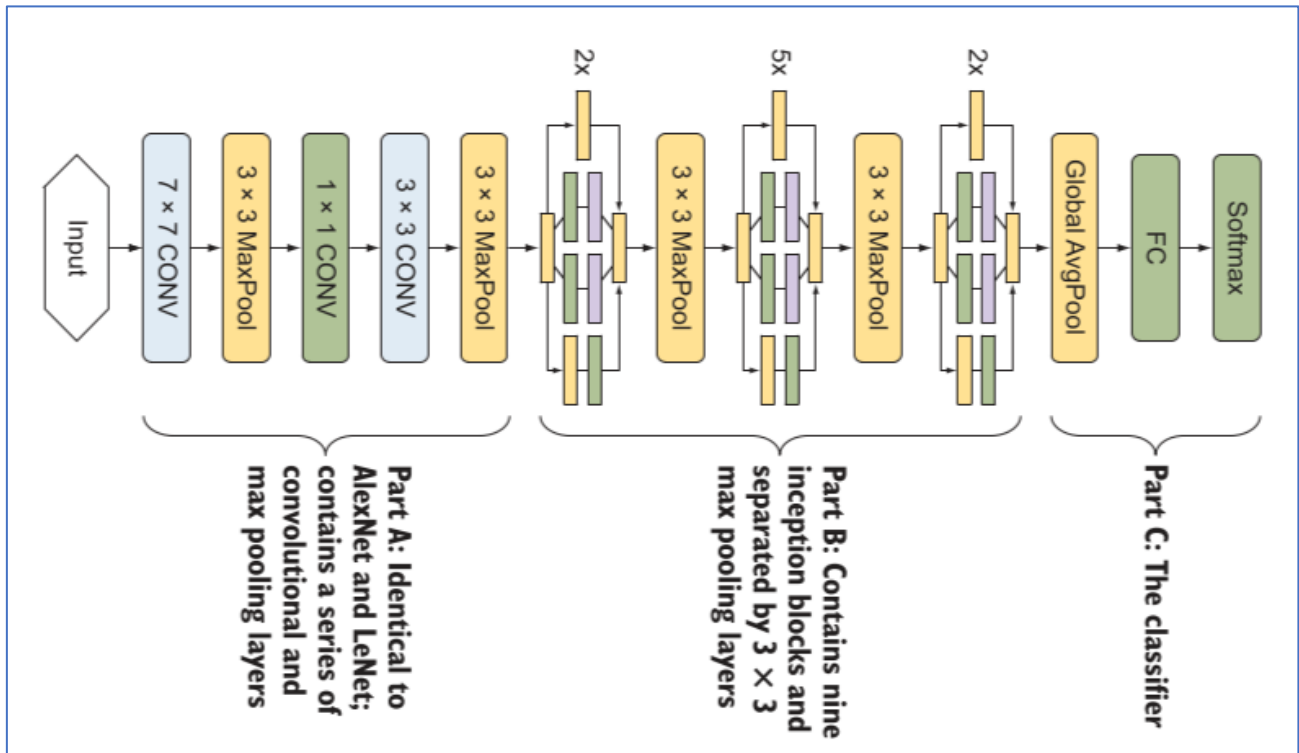 2x
5x
2x
Input
7 × 7 CONV
3 × 3 MaxPool
1 × 1 CONV
3 × 3 CONV
3 × 3 MaxPool
3 × 3 MaxPool
3 × 3 MaxPool
Global AvgPool
FC
Softmax
Part A: Identical to
AlexNet and LeNet;
contains a series of
convolutional and
max pooling layers
Part B: Contains nine
inception blocks and
separated by 3 × 3
max pooling layers
Part C: The classifier